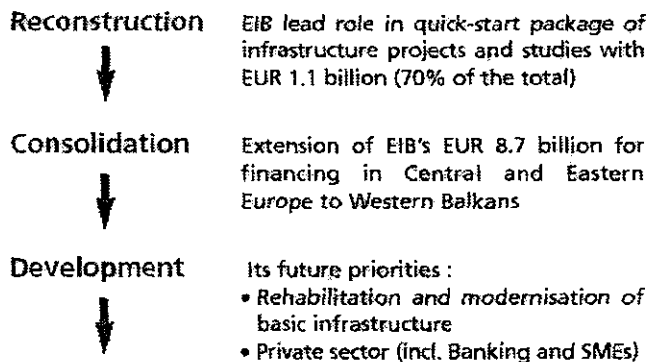 Reconstruction
EIB lead role in quick-start package of
infrastructure projects and studies with
EUR 1.1 billion (70% of the total)
Consolidation
Extension of EIB's EUR 8.7 billion for
financing in Central and Eastern
Europe to Western Balkans
Development
Its future priorities :
• Rehabilitation and modernisation of
basic infrastructure
• Private sector (incl. Banking and SMEs)